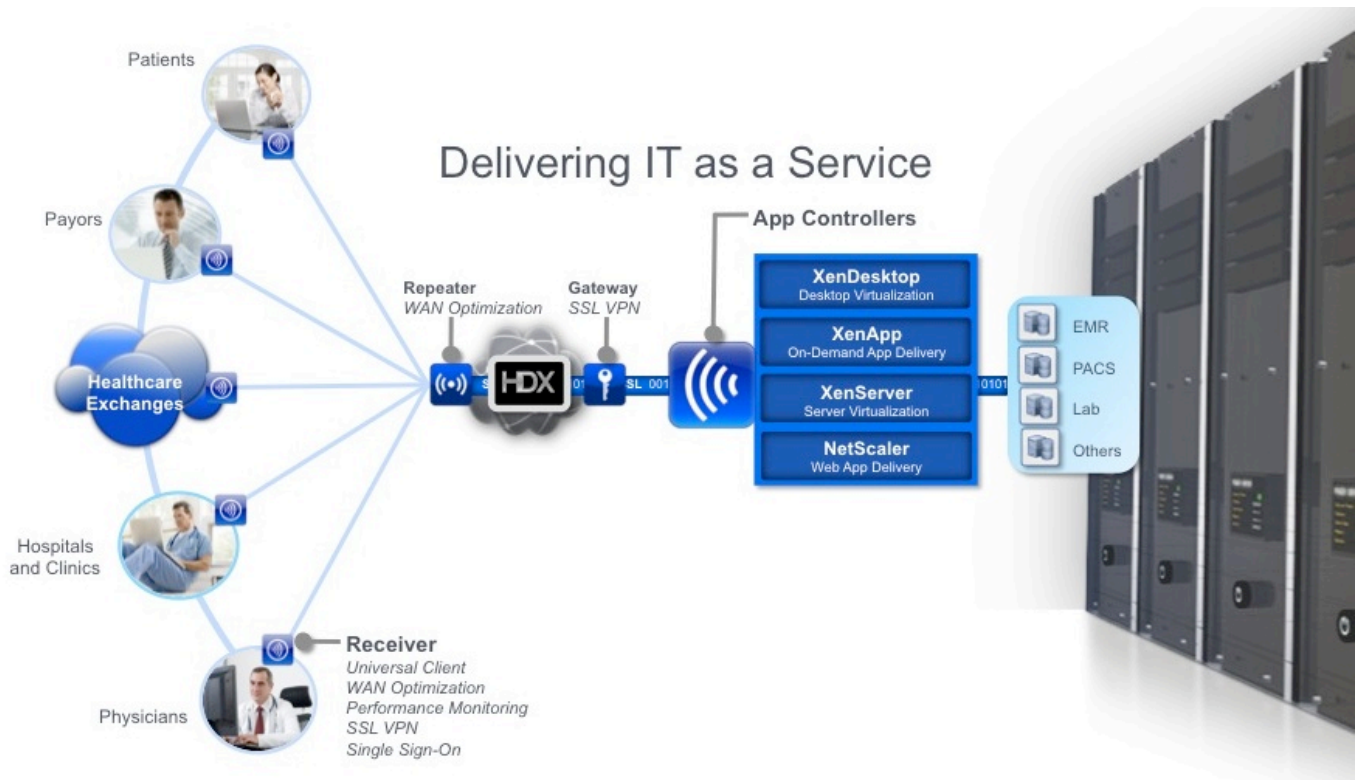 Patients
Delivering IT as a Service
Payors
App Controllers
Repeater
WAN Optimization
Gateway
SSL VPN
XenDesktop
Desktop Virtualization
XenApp
On-Demand App Delivery
XenServer
Server Virtualization
NetScaler
Web App Delivery
EMR
PACS
Lab
Others
Healthcare
Exchanges
HDX
SL 001
0101
Hospitals
and Clinics
Receiver
Universal Client
WAN Optimization
Performance Monitoring
SSL VPN
Single Sign-On
Physicians